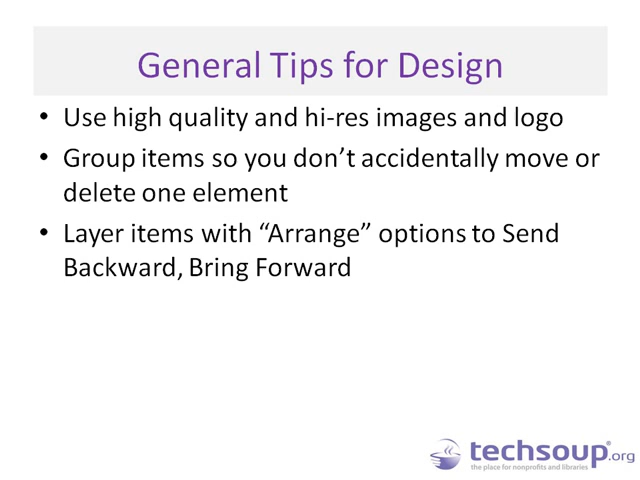 General Tips for Design
• Use high quality and hi-res images and logo
• Group items so you don’t accidentally move or
delete one element
• Layer items with “Arrange” options to Send
Backward, Bring Forward
techsoup®.org
the place for nonprofits and libraries